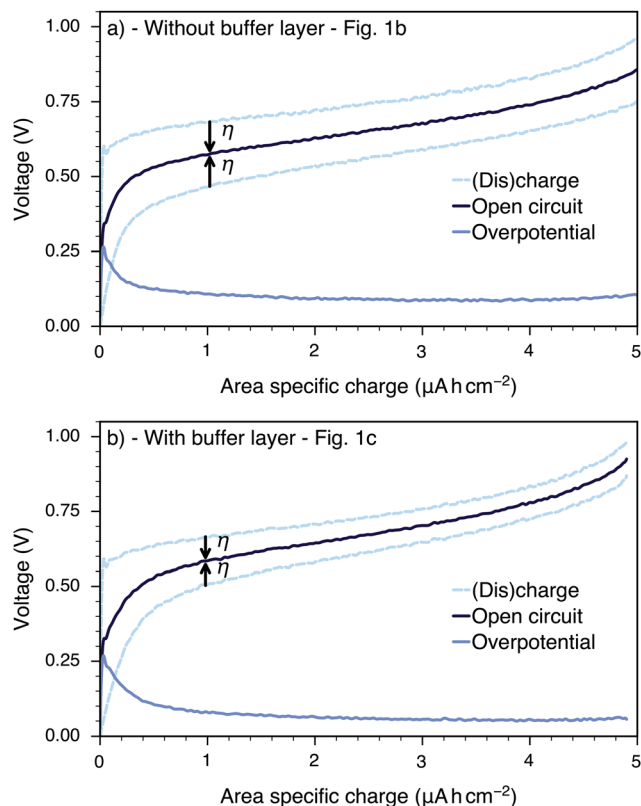 a) - Without buffer layer - Fig. 1b
1.00
0.75
0.50
0.25
0.00
Voltage (V)
η
η
(Dis)charge
Open circuit
Overpotential
0 1 2 3 4 5
Area specific charge (μA h cm⁻²)
b) - With buffer layer - Fig. 1c
1.00
0.75
0.50
0.25
0.00
Voltage (V)
η
η
(Dis)charge
Open circuit
Overpotential
0 1 2 3 4 5
Area specific charge (μA h cm⁻²)